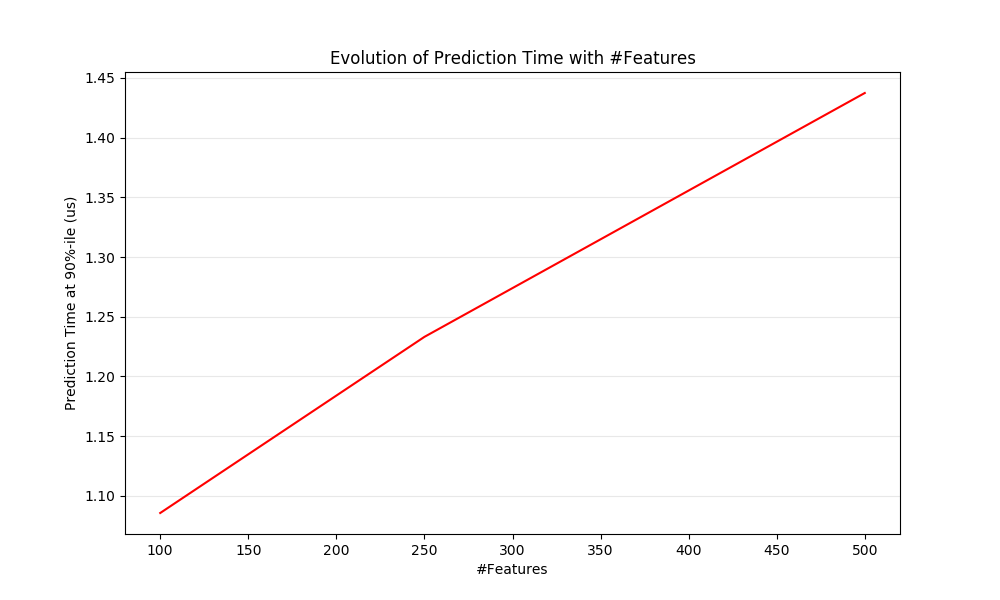 Evolution of Prediction Time with #Features
Prediction Time at 90%-ile (us)
1.45
1.40
1.35
1.30
1.25
1.20
1.15
1.10
100 150 200 250 300 350 400 450 500
#Features